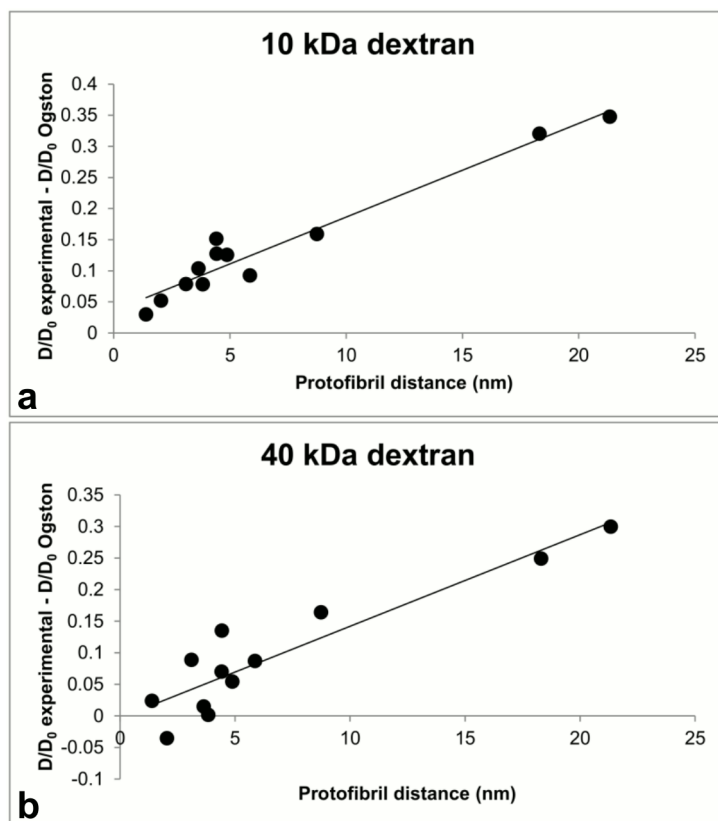 10 kDa dextran
D/D₀ experimental - D/D₀ Ogston
0.4
0.35
0.3
0.25
0.2
0.15
0.1
0.05
0
0 5 10 15 20 25
Protofibril distance (nm)
a
40 kDa dextran
D/D₀ experimental - D/D₀ Ogston
0.35
0.3
0.25
0.2
0.15
0.1
0.05
0
-0.05
-0.1
0 5 10 15 20 25
Protofibril distance (nm)
b